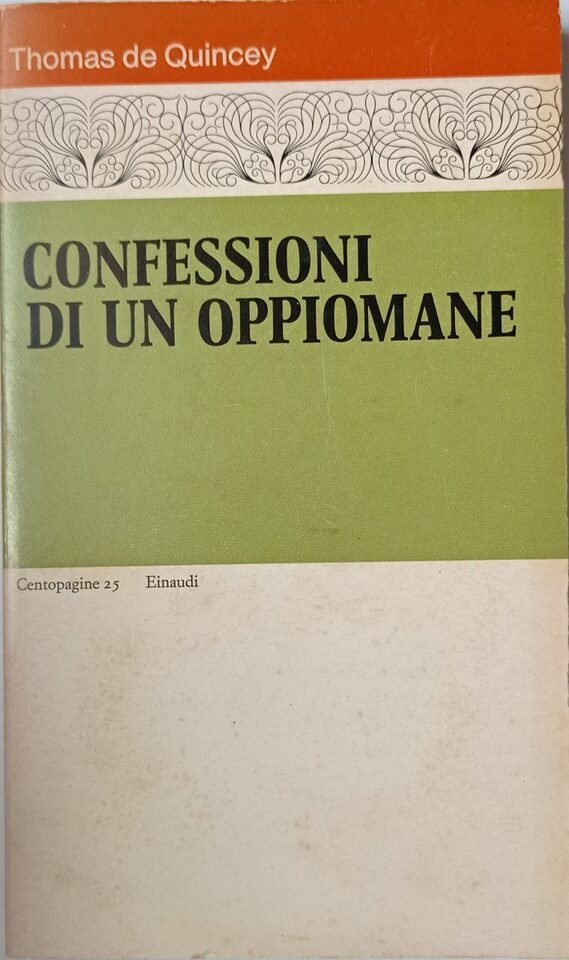 Thomas de Quincey
CONFESSIONI
DI UN OPPIOMANE
Centopagine 25 Einaudi